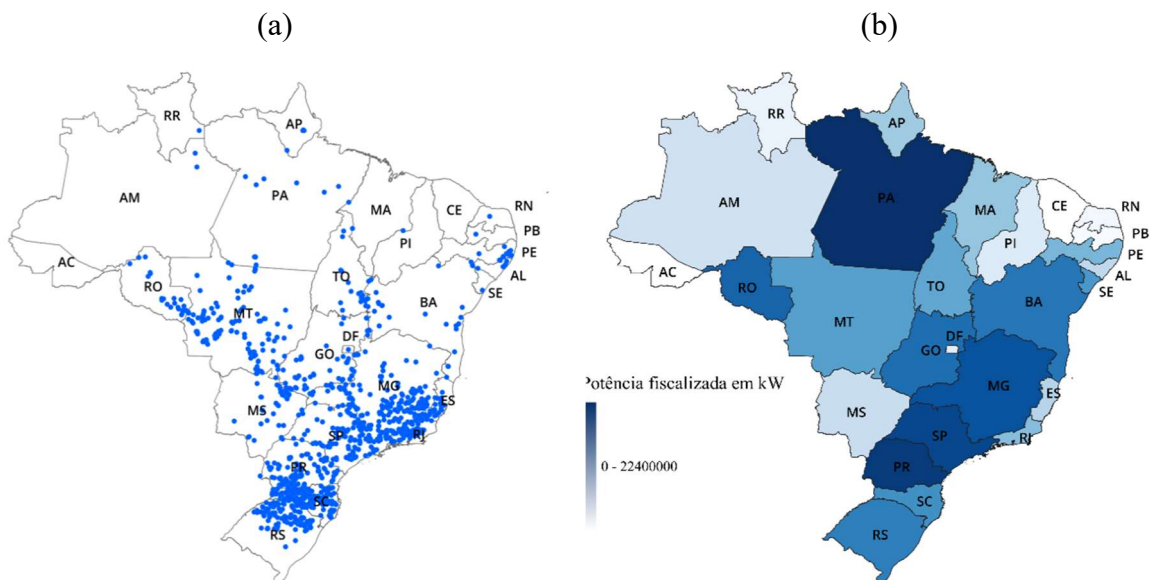 (a)
(b)
RR
AP
AM
PA
MA
CE
RN
PB
PE
AL
SE
PI
AC
RO
TO
BA
MT
DF
GO
MG
ES
MS
SP
RJ
PR
SC
RS
RR
AP
AM
PA
MA
CE
RN
PB
PE
AL
SE
PI
AC
RO
TO
BA
MT
DF
GO
MG
ES
MS
SP
RJ
PR
SC
RS
Potência fiscalizada em kW
0 - 22400000